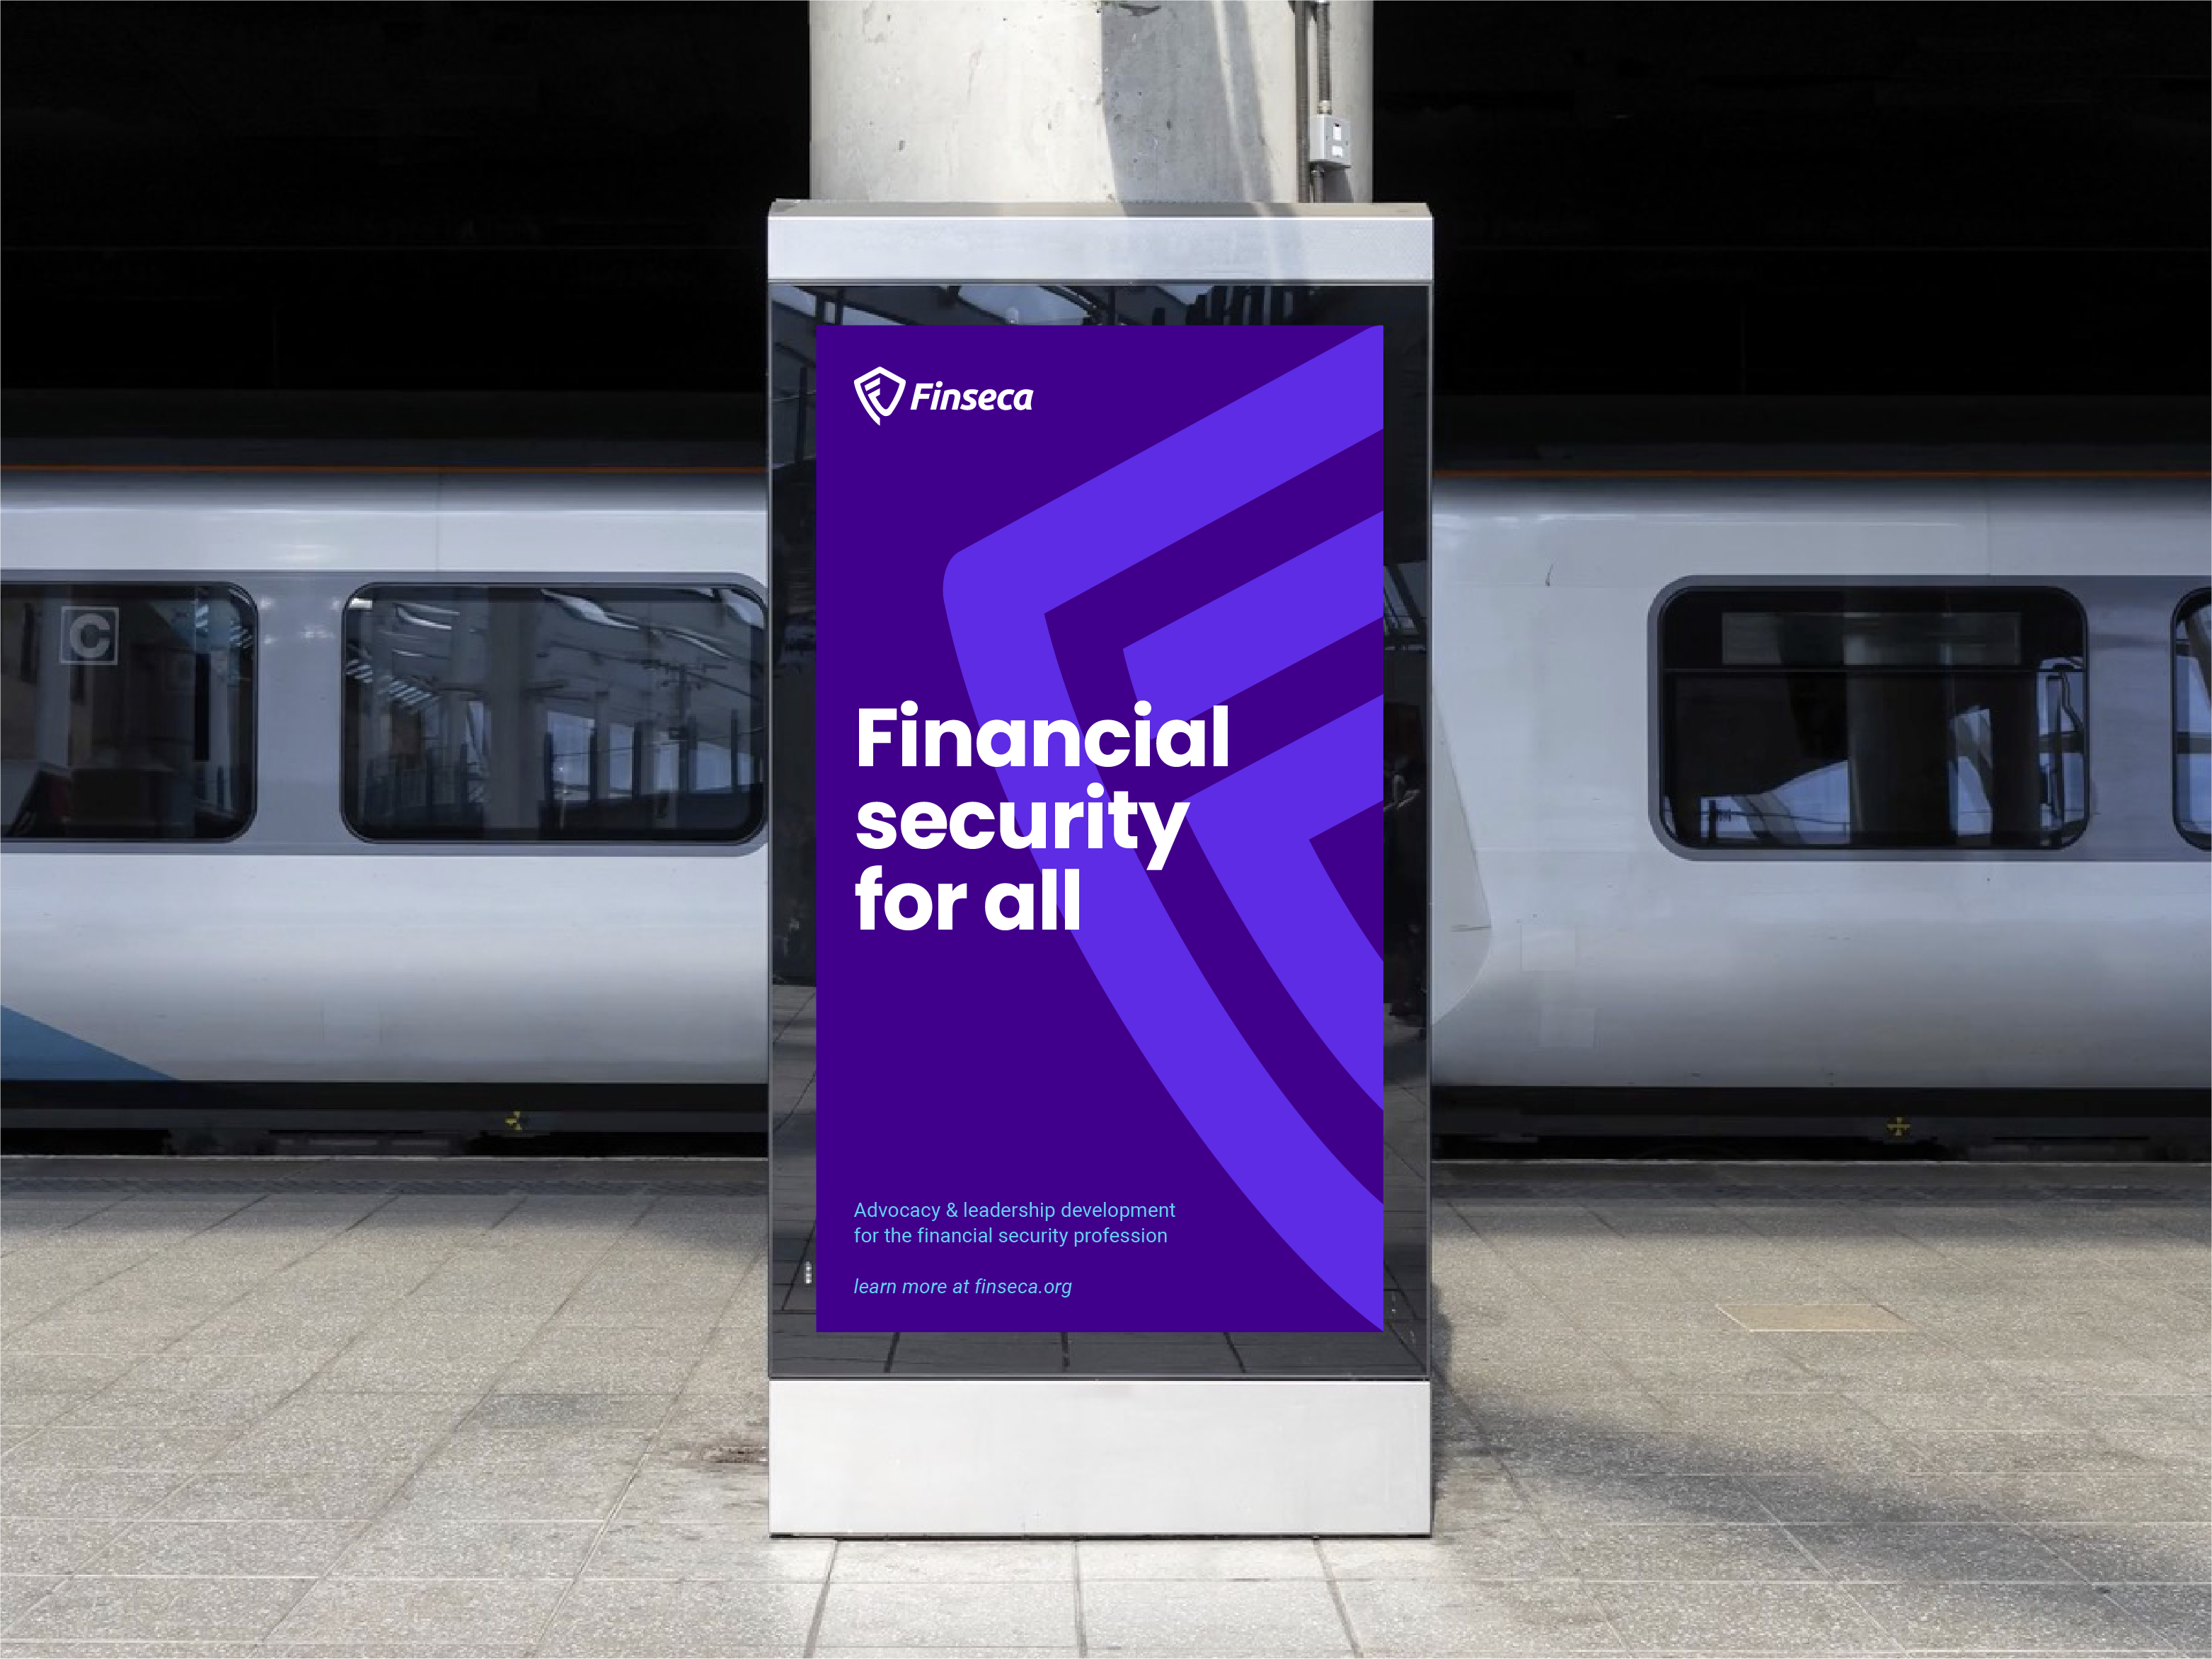 Finseca
C
Financial
security
for all
Advocacy & leadership development
for the financial security profession
learn more at finseca.org